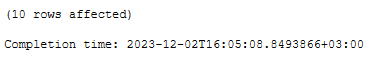 (10 rows affected)
Completion time: 2023-12-02T16:05:08.8493866+03:00